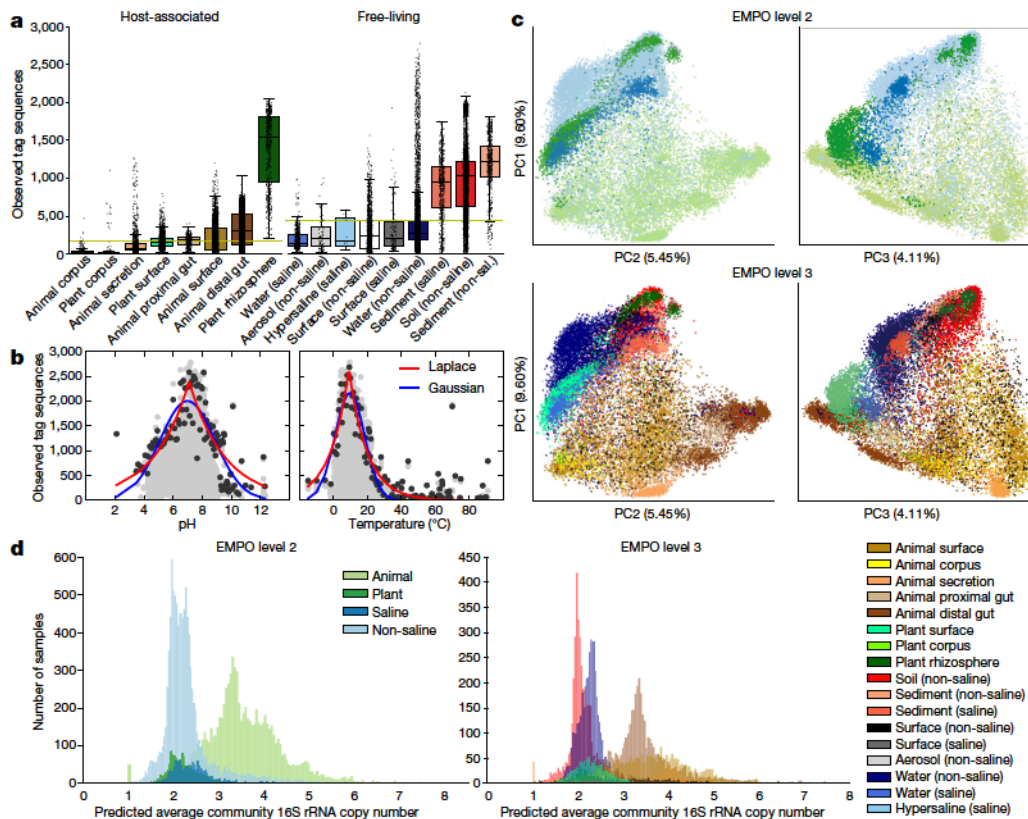 a
Host-associated
Free-living
Observed tag sequences
3,000
2,500
2,000
1,500
1,000
5,000
0
Animal corpus
Plant corpus
Animal secretion
Plant surface
Animal proximal gut
Animal surface
Animal distal gut
Plant rhizosphere
Water (saline)
Aerosol (non-saline)
Hypersaline (saline)
Surface (non-saline)
Surface (saline)
Water (non-saline)
Sediment (saline)
Soil (non-saline)
Sediment (non-sal.)
b
Observed tag sequences
3,000
2,500
2,000
1,500
1,000
500
0
2 4 6 8 10 12
pH
0 20 40 60 80
Temperature (°C)
Laplace
Gaussian
c
EMPO level 2
PC1 (9.60%)
PC2 (5.45%)
PC3 (4.11%)
EMPO level 3
PC1 (9.60%)
PC2 (5.45%)
PC3 (4.11%)
d
EMPO level 2
Number of samples
600
500
400
300
200
100
0
0 1 2 3 4 5 6 7 8
Predicted average community 16S rRNA copy number
Animal
Plant
Saline
Non-saline
EMPO level 3
450
400
350
300
250
200
150
100
50
0
0 1 2 3 4 5 6 7 8
Predicted average community 16S rRNA copy number
Animal surface
Animal corpus
Animal secretion
Animal proximal gut
Animal distal gut
Plant surface
Plant corpus
Plant rhizosphere
Soil (non-saline)
Sediment (non-saline)
Sediment (saline)
Surface (non-saline)
Surface (saline)
Aerosol (non-saline)
Water (non-saline)
Water (saline)
Hypersaline (saline)